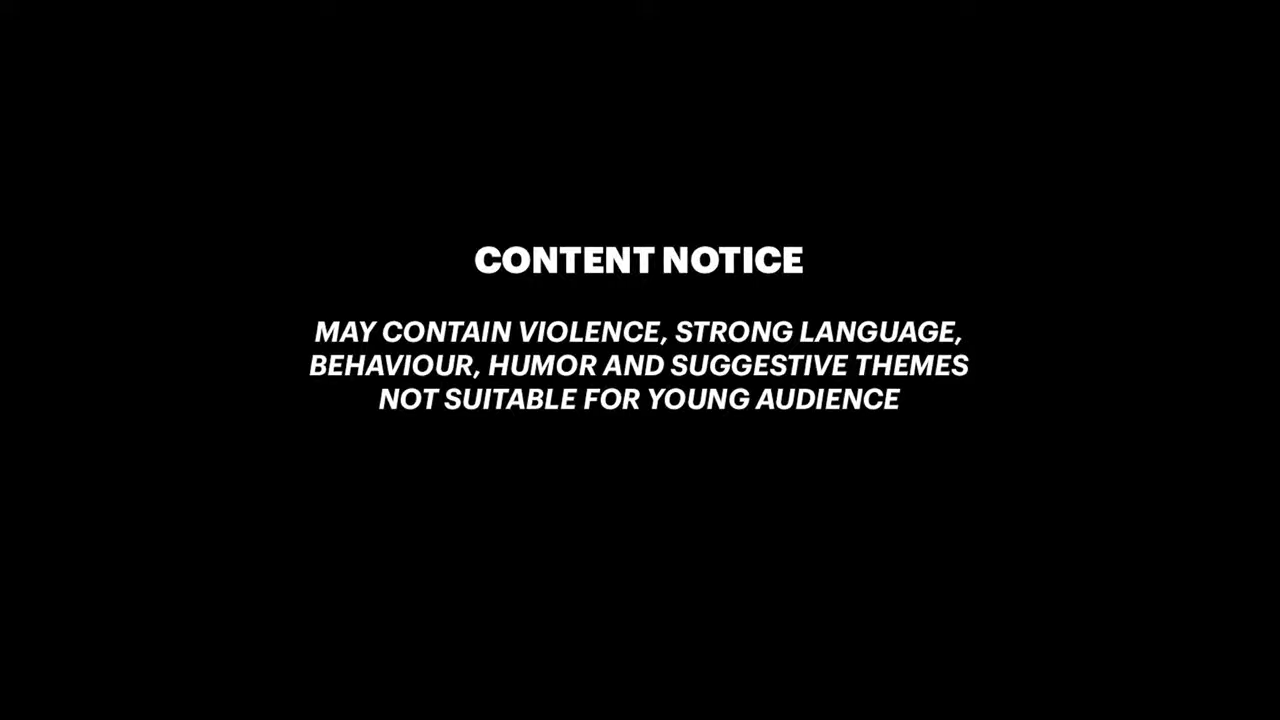 CONTENT NOTICE
MAY CONTAIN VIOLENCE, STRONG LANGUAGE,
BEHAVIOUR, HUMOR AND SUGGESTIVE THEMES
NOT SUITABLE FOR YOUNG AUDIENCE